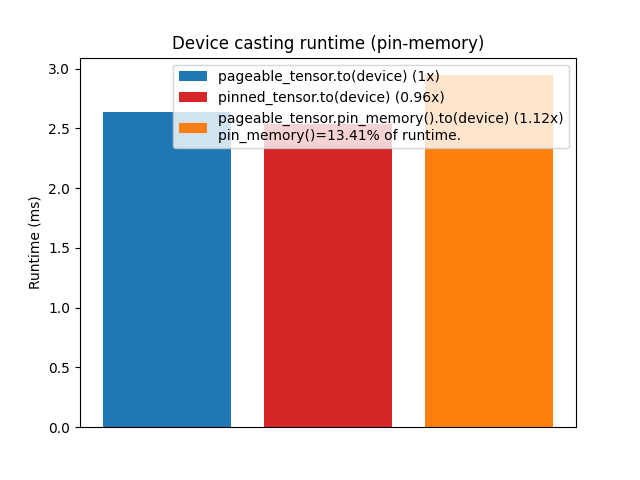 Device casting runtime (pin-memory)
pageable_tensor.to(device) (1x)
pinned_tensor.to(device) (0.96x)
pageable_tensor.pin_memory().to(device) (1.12x)
pin_memory()=13.41% of runtime.
Runtime (ms)
3.0
2.5
2.0
1.5
1.0
0.5
0.0